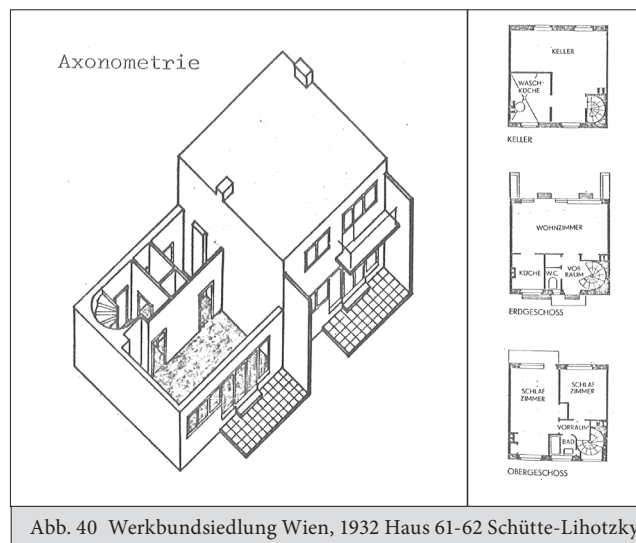 Axonometrie
KELLER
WASCH-
KÜCHE
KELLER
WOHNZIMMER
KÜCHE
W.C.
VOR
RAUM
ERDGESCHOSS
SCHLAF
ZIMMER
SCHLAF
ZIMMER
VORRAUM
BAD
OBERGESCHOSS
Abb. 40 Werkbundsiedlung Wien, 1932 Haus 61-62 Schütte-Lihotzky